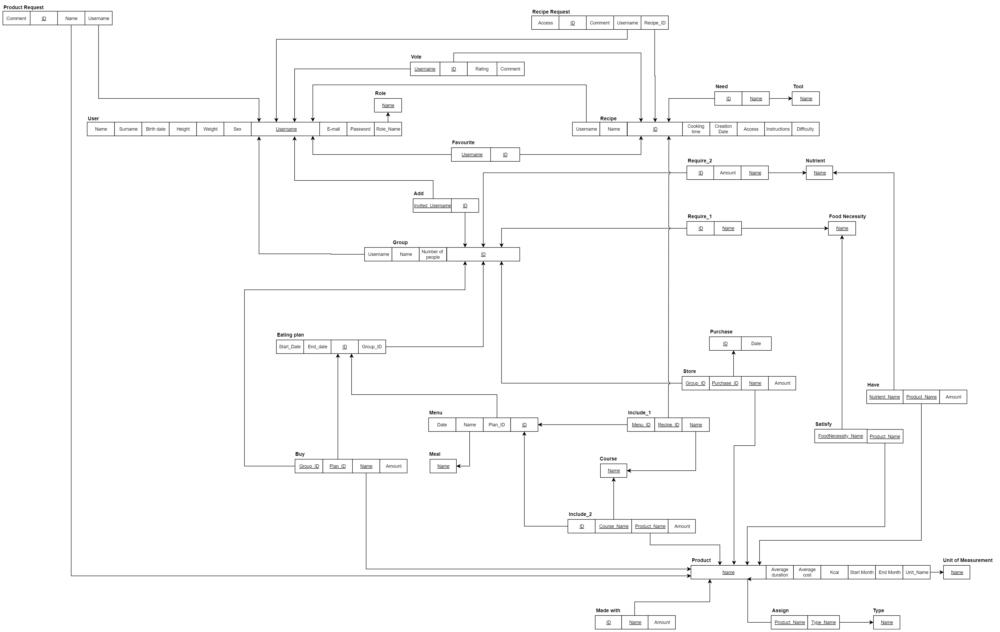 Product Request
Comment ID Name Username
Recipe Request
Access ID Comment Username Recipe_ID
Vote
Username ID Rating Comment
Need
ID Name
Tool
Name
Role
Name
User
Name Surname Birth date Height Weight Sex Username E-mail Password Role_Name
Recipe
Username Name ID Cooking time Creation Date Access Instructions Difficulty
Favourite
Username ID
Require_2
ID Amount Name
Nutrient
Name
Add
Invited_Username ID
Require_1
ID Name
Food Necessity
Name
Group
Username Name Number of people ID
Eating plan
Start_Date End_date ID Group_ID
Purchase
ID Date
Store
Group_ID Purchase_ID Name Amount
Have
Nutrient_Name Product_Name Amount
Menu
Date Name Plan_ID ID
Include_1
Menu_ID Recipe_ID Name
Satisfy
FoodNecessity_Name Product_Name
Buy
Group_ID Plan_ID Name Amount
Meal
Name
Course
Name
Include_2
ID Course_Name Product_Name Amount
Product
Name Average duration Average cost Kcal Start Month End Month Unit_Name
Unit of Measurement
Name
Made with
ID Name Amount
Assign
Product_Name Type_Name
Type
Name